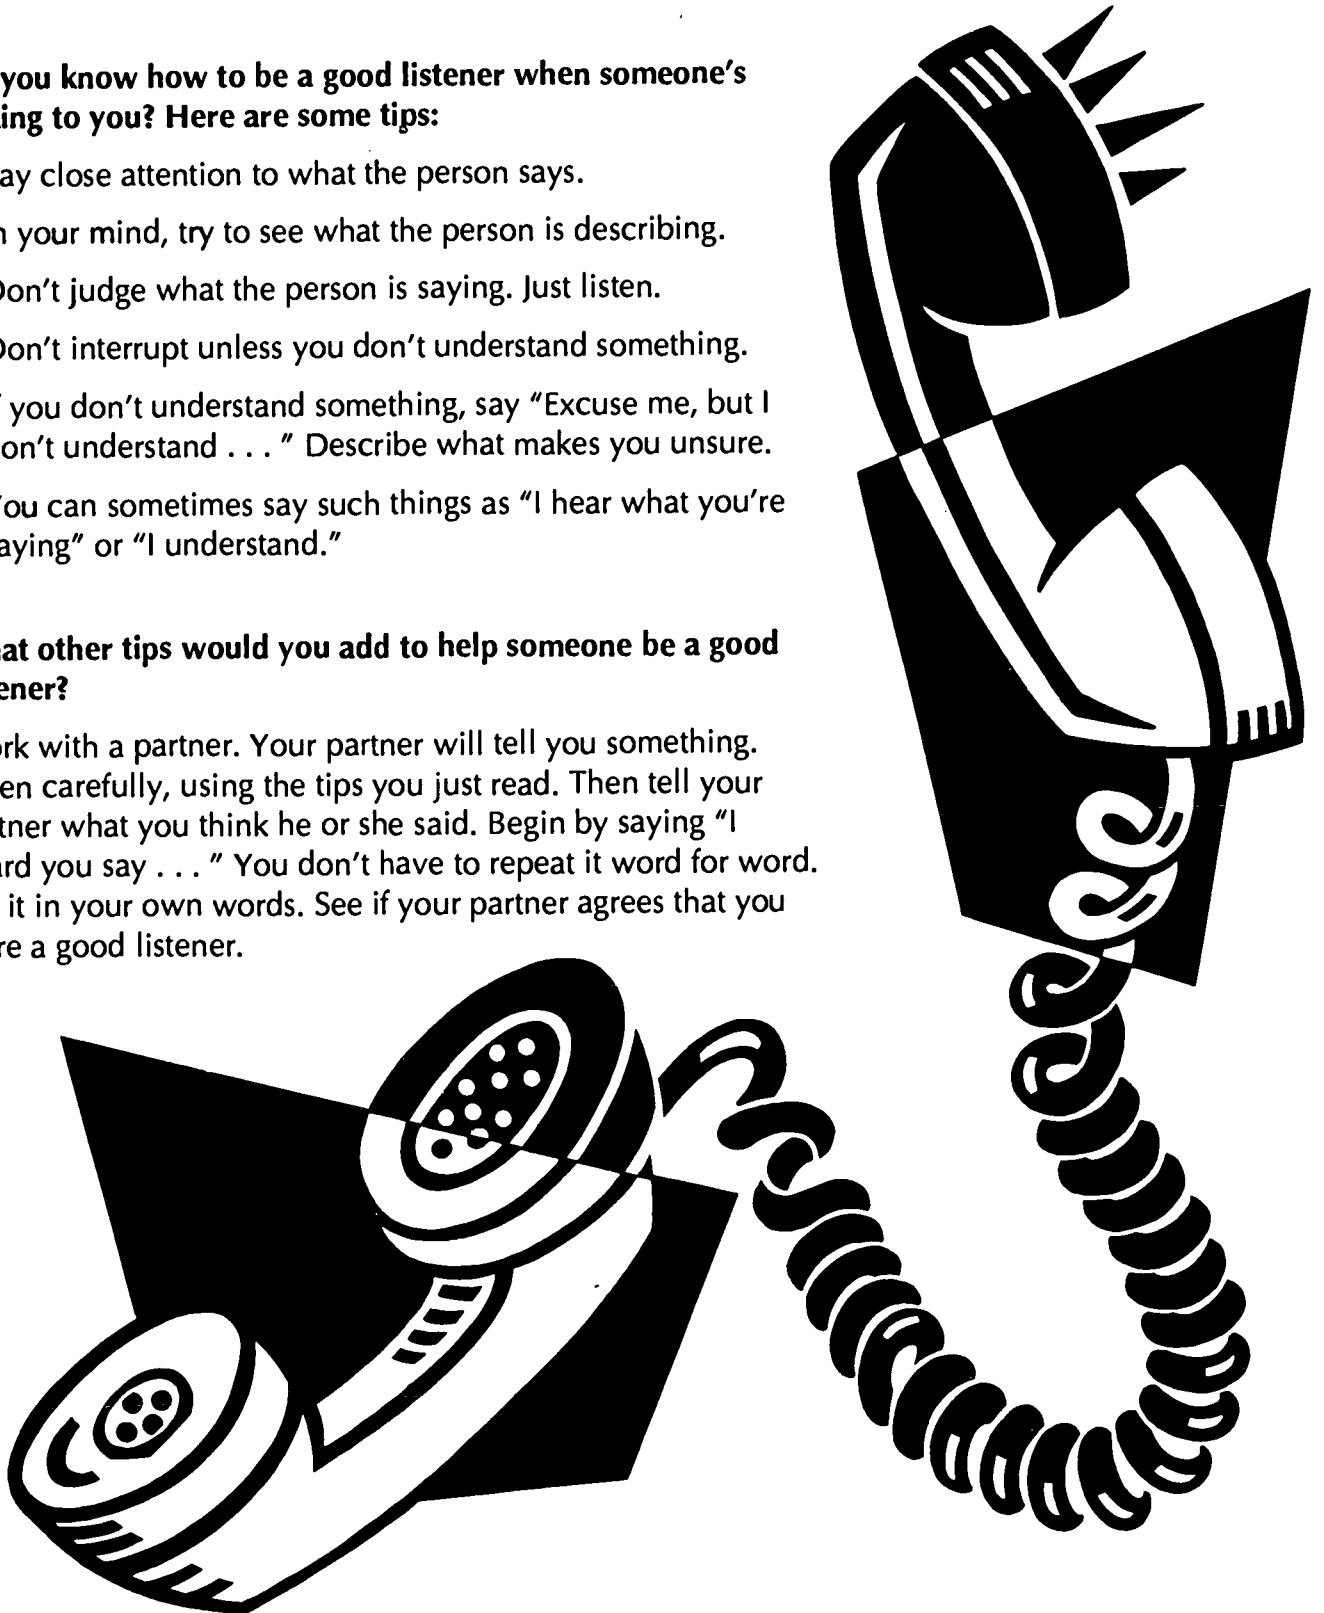 you know how to be a good listener when someone's
ing to you? Here are some tips:
ay close attention to what the person says.
n your mind, try to see what the person is describing.
Don't judge what the person is saying. Just listen.
Don't interrupt unless you don't understand something.
f you don't understand something, say "Excuse me, but I
on't understand . . . " Describe what makes you unsure.
You can sometimes say such things as "I hear what you're
aying" or "I understand."
at other tips would you add to help someone be a good
ener?
rk with a partner. Your partner will tell you something.
en carefully, using the tips you just read. Then tell your
tner what you think he or she said. Begin by saying "I
ard you say . . . " You don't have to repeat it word for word.
it in your own words. See if your partner agrees that you
re a good listener.